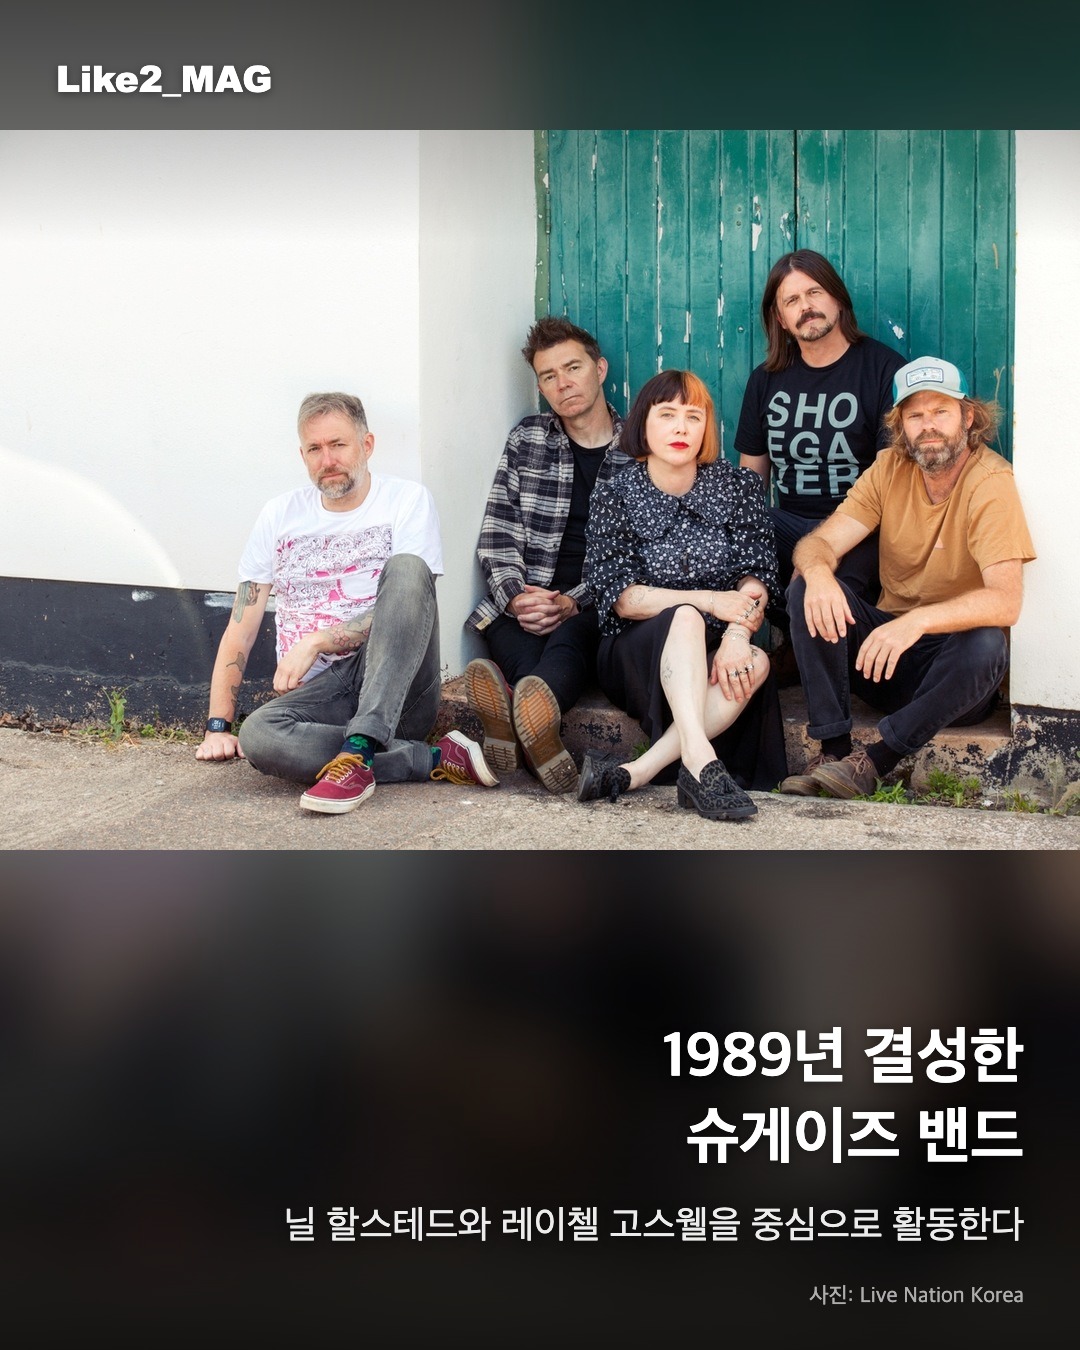 Like2_MAG
SHO
EGA
ZER
1989년 결성한
슈게이즈 밴드
닐 할스테드와 레이첼 고스웰을 중심으로 활동한다
사진: Live Nation Korea